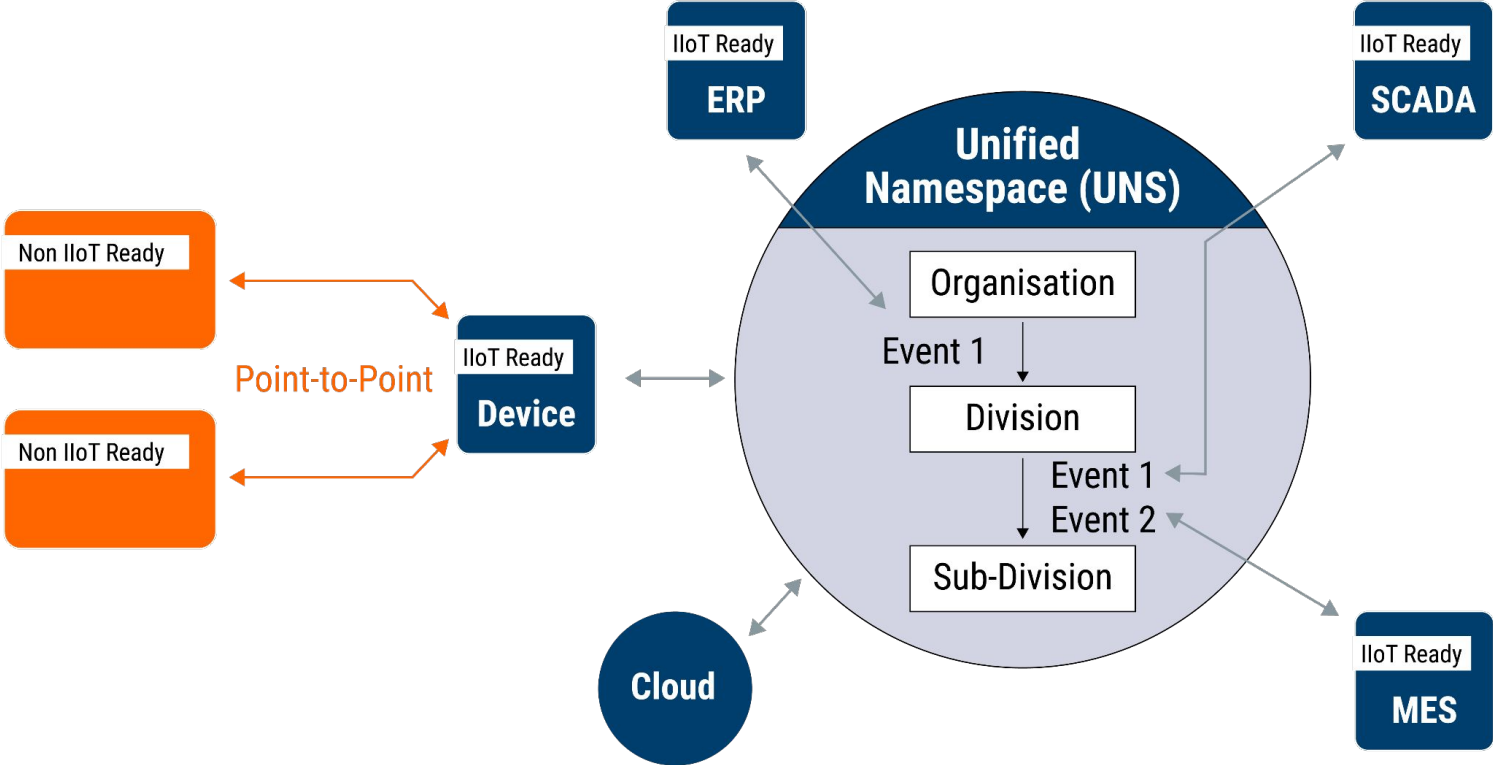 IIoT Ready
ERP
IIoT Ready
SCADA
Unified
Namespace (UNS)
Non IIoT Ready
Organisation
Event 1
IIoT Ready
Device
Point-to-Point
Division
Non IIoT Ready
Event 1
Event 2
Sub-Division
Cloud
IIoT Ready
MES